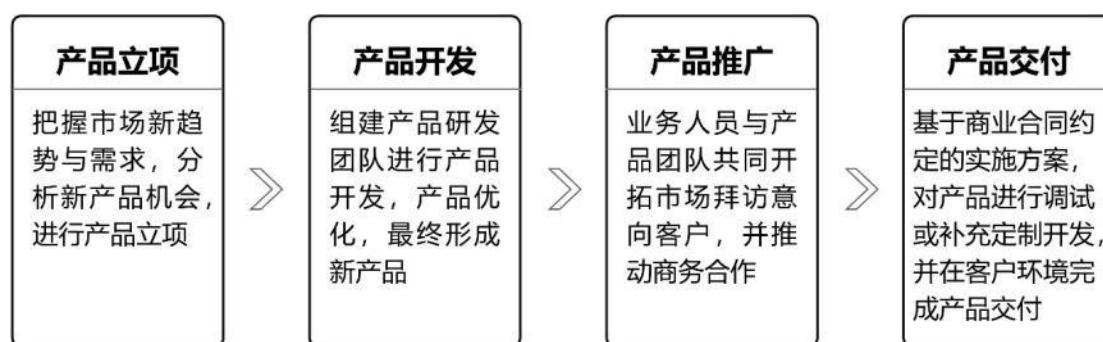 产品立项
把握市场新趋
势与需求，分
析新产品机会，
进行产品立项
产品开发
组建产品研发
团队进行产品
开发，产品优
化，最终形成
新产品
产品推广
业务人员与产
品团队共同开
拓市场拜访意
向客户，并推
动商务合作
产品交付
基于商业合同约
定的实施方案，
对产品进行调试
或补充定制开发，
并在客户环境完
成产品交付